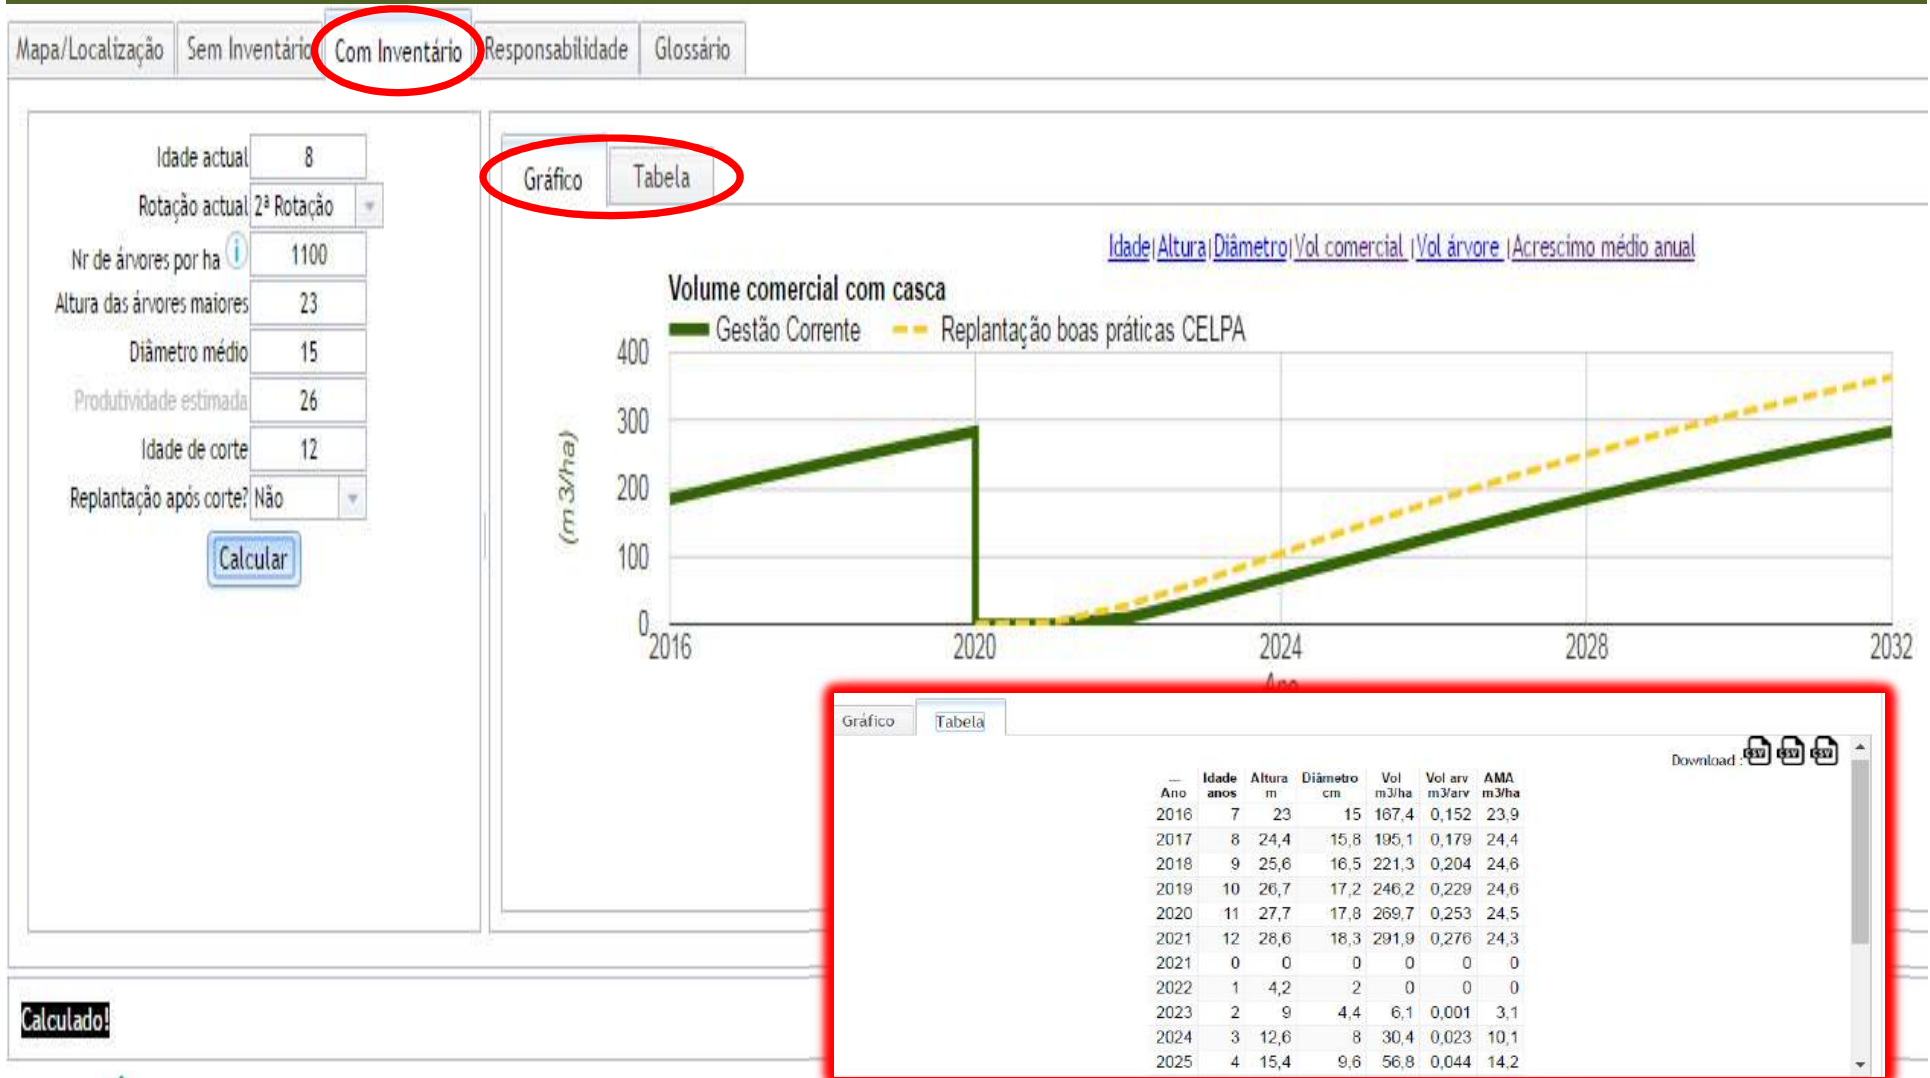 Mapa/Localização Sem Inventário Com Inventário Responsabilidade Glossário
Idade actual 8
Rotação actual 2ª Rotação
Nr de árvores por ha i 1100
Altura das árvores maiores 23
Diâmetro médio 15
Produtividade estimada 26
Idade de corte 12
Replantação após corte? Não
Calcular
Gráfico Tabela
Idade|Altura|Diâmetro|Vol comercial |Vol árvore |Acrescimo médio anual
Volume comercial com casca
Gestão Corrente Replantação boas práticas CELPA
400
300
200
100
0
(m3/ha)
2016 2020 2024 2028 2032
Ano
Gráfico Tabela
Download : CSV CSV CSV
Idade Altura Diâmetro Vol Vol arv AMA
Ano anos m cm m3/ha m3/arv m3/ha
2016 7 23 15 167,4 0,152 23,9
2017 8 24,4 15,8 195,1 0,179 24,4
2018 9 25,6 16,5 221,3 0,204 24,6
2019 10 26,7 17,2 246,2 0,229 24,6
2020 11 27,7 17,8 269,7 0,253 24,5
2021 12 28,6 18,3 291,9 0,276 24,3
2021 0 0 0 0 0 0
2022 1 4,2 2 0 0 0
2023 2 9 4,4 6,1 0,001 3,1
2024 3 12,6 8 30,4 0,023 10,1
2025 4 15,4 9,6 56,8 0,044 14,2
Calculado!